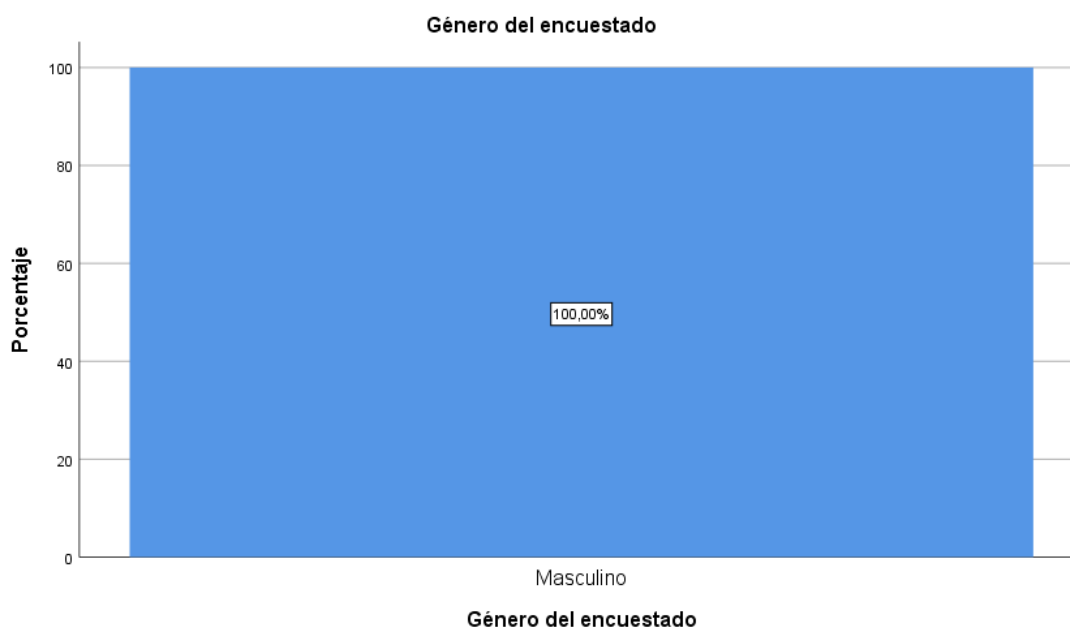 Género del encuestado
100
80
60
40
20
0
Porcentaje
100,00%
Masculino
Género del encuestado